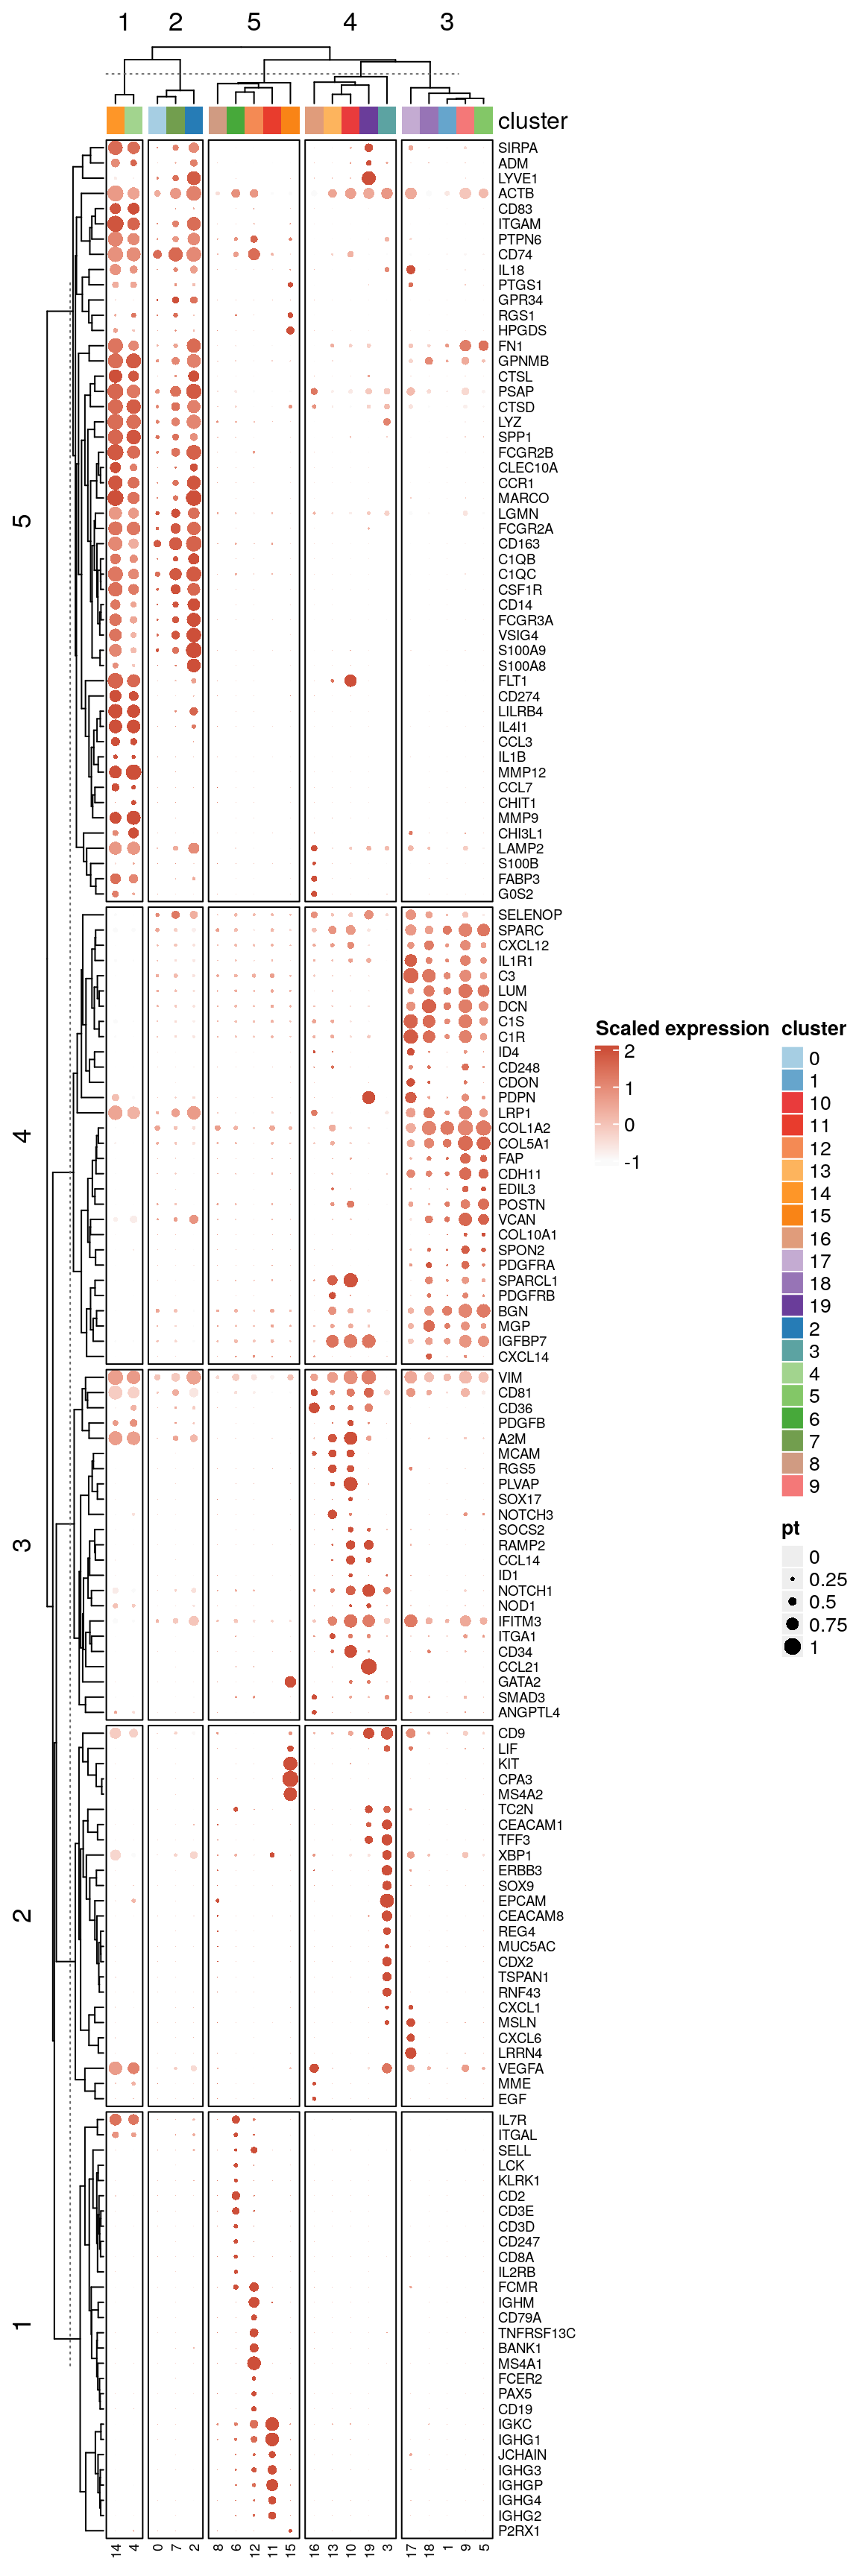 1 2 5 4 3
cluster
SIRPA
ADM
LYVE1
ACTB
CD83
ITGAM
PTPN6
CD74
IL18
PTGS1
GPR34
RGS1
HPGDS
FN1
GPNMB
CTSL
PSAP
CTSD
LYZ
SPP1
FCGR2B
CLEC10A
CCR1
MARCO
LGMN
FCGR2A
CD163
C1QB
C1QC
CSF1R
CD14
FCGR3A
VSIG4
S100A9
S100A8
FLT1
CD274
LILRB4
IL4I1
CCL3
IL1B
MMP12
CCL7
CHIT1
MMP9
CHI3L1
LAMP2
S100B
FABP3
G0S2
5
SELENOP
SPARC
CXCL12
IL1R1
C3
LUM
DCN
C1S
C1R
ID4
CD248
CDON
PDPN
LRP1
COL1A2
COL5A1
FAP
CDH11
EDIL3
POSTN
VCAN
COL10A1
SPON2
PDGFRA
SPARCL1
PDGFRB
BGN
MGP
IGFBP7
CXCL14
4
VIM
CD81
CD36
PDGFB
A2M
MCAM
RGS5
PLVAP
SOX17
NOTCH3
SOCS2
RAMP2
CCL14
ID1
NOTCH1
NOD1
IFITM3
ITGA1
CD34
CCL21
GATA2
SMAD3
ANGPTL4
3
CD9
LIF
KIT
CPA3
MS4A2
TC2N
CEACAM1
TFF3
XBP1
ERBB3
SOX9
EPCAM
CEACAM8
REG4
MUC5AC
CDX2
TSPAN1
RNF43
CXCL1
MSLN
CXCL6
LRRN4
VEGFA
MME
EGF
2
IL7R
ITGAL
SELL
LCK
KLRK1
CD2
CD3E
CD3D
CD247
CD8A
IL2RB
FCMR
IGHM
CD79A
TNFRSF13C
BANK1
MS4A1
FCER2
PAX5
CD19
IGKC
IGHG1
JCHAIN
IGHG3
IGHGP
IGHG4
IGHG2
P2RX1
1
14 4 0 7 2 8 6 12 11 15 16 13 10 19 3 17 18 1 9 5
Scaled expression
2
1
0
-1
cluster
0
1
10
11
12
13
14
15
16
17
18
19
2
3
4
5
6
7
8
9
pt
0
0.25
0.5
0.75
1